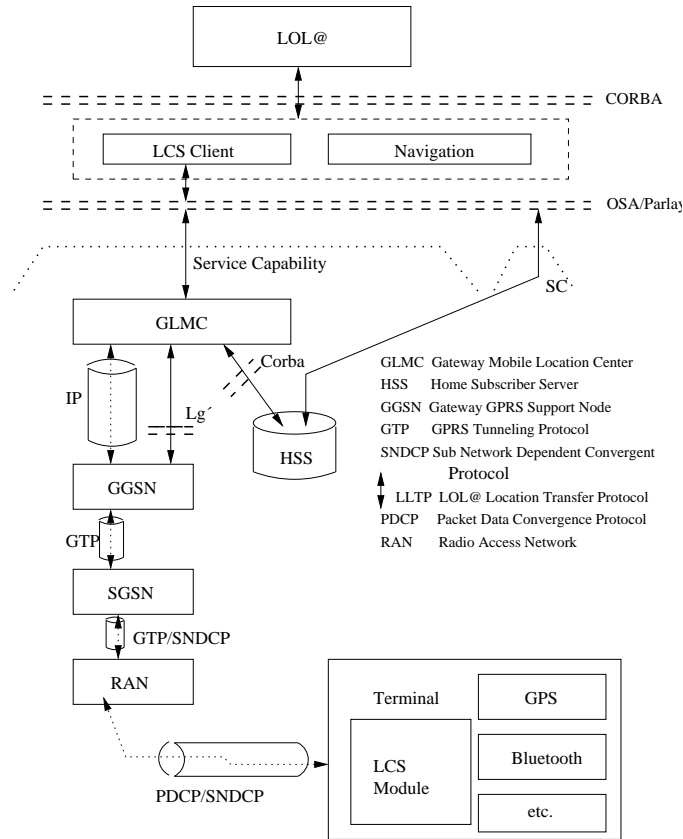 LOL@
CORBA
LCS Client
Navigation
OSA/Parlay
Service Capability
SC
GLMC
Corba
IP
Lg´
HSS
GLMC Gateway Mobile Location Center
HSS Home Subscriber Server
GGSN Gateway GPRS Support Node
GTP GPRS Tunneling Protocol
SNDCP Sub Network Dependent Convergent
Protocol
LLTP LOL@ Location Transfer Protocol
PDCP Packet Data Convergence Protocol
RAN Radio Access Network
GGSN
GTP
SGSN
GTP/SNDCP
RAN
PDCP/SNDCP
Terminal
GPS
LCS
Module
Bluetooth
etc.